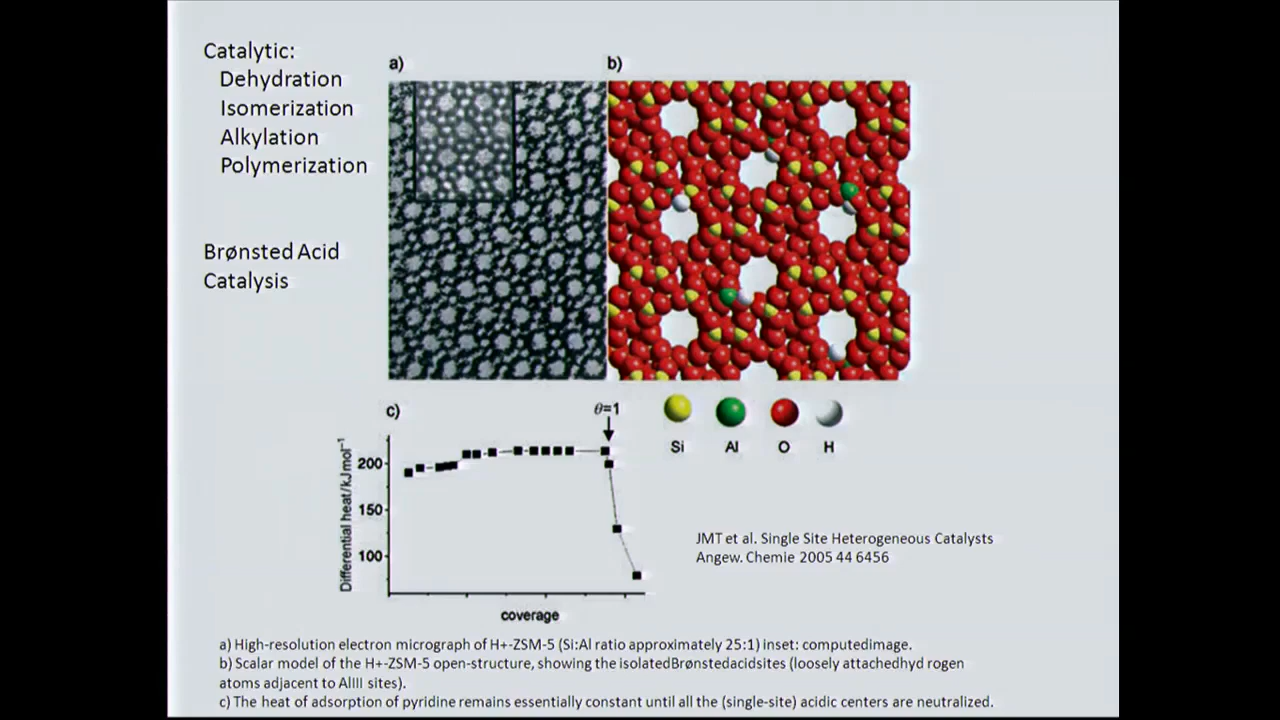 Catalytic:
Dehydration
Isomerization
Alkylation
Polymerization
Brønsted Acid
Catalysis
a)
b)
c)
θ=1
Si
Al
O
H
Differential heat/kJmol⁻¹
200
150
100
coverage
JMT et al. Single Site Heterogeneous Catalysts
Angew. Chemie 2005 44 6456
a) High-resolution electron micrograph of H+-ZSM-5 (Si:Al ratio approximately 25:1) inset: computedimage.
b) Scalar model of the H+-ZSM-5 open-structure, showing the isolatedBrønstedacidsites (loosely attachedhyd rogen
atoms adjacent to AlIII sites).
c) The heat of adsorption of pyridine remains essentially constant until all the (single-site) acidic centers are neutralized.